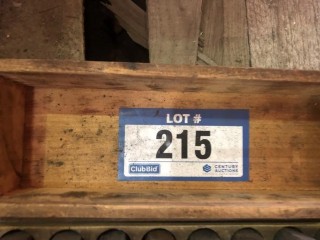 LOT #
215
ClubBid
CENTURY
AUCTIONS